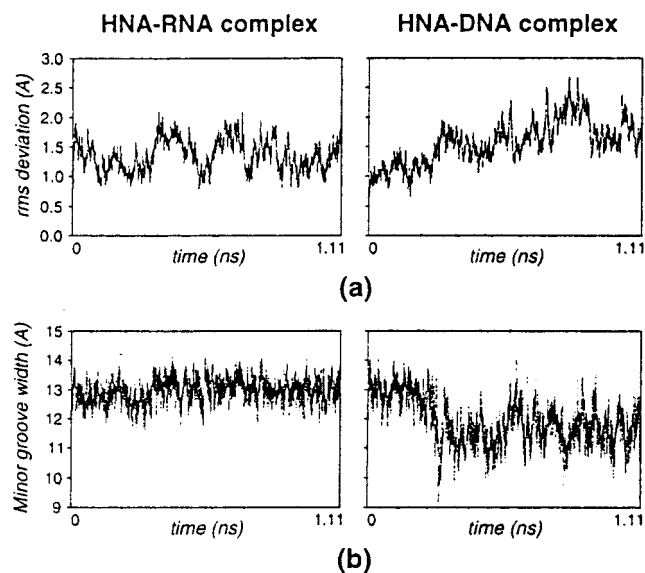 HNA-RNA complex HNA-DNA complex
rms deviation (A)
3.0
2.5
2.0
1.5
1.0
0.5
0.0
0 time (ns) 1.11 0 time (ns) 1.11
(a)
Minor groove width (A)
15
14
13
12
11
10
9
0 time (ns) 1.11 0 time (ns) 1.11
(b)